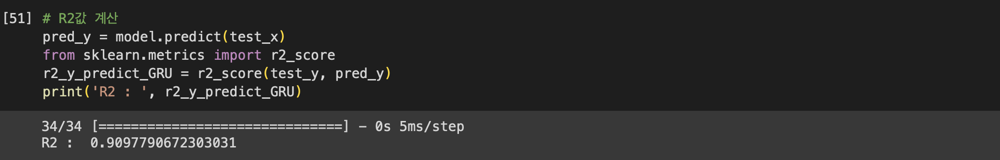 [51] # R2값 계산
pred_y = model.predict(test_x)
from sklearn.metrics import r2_score
r2_y_predict_GRU = r2_score(test_y, pred_y)
print('R2 : ', r2_y_predict_GRU)
34/34 [==============================] - 0s 5ms/step
R2 :  0.9097790672303031